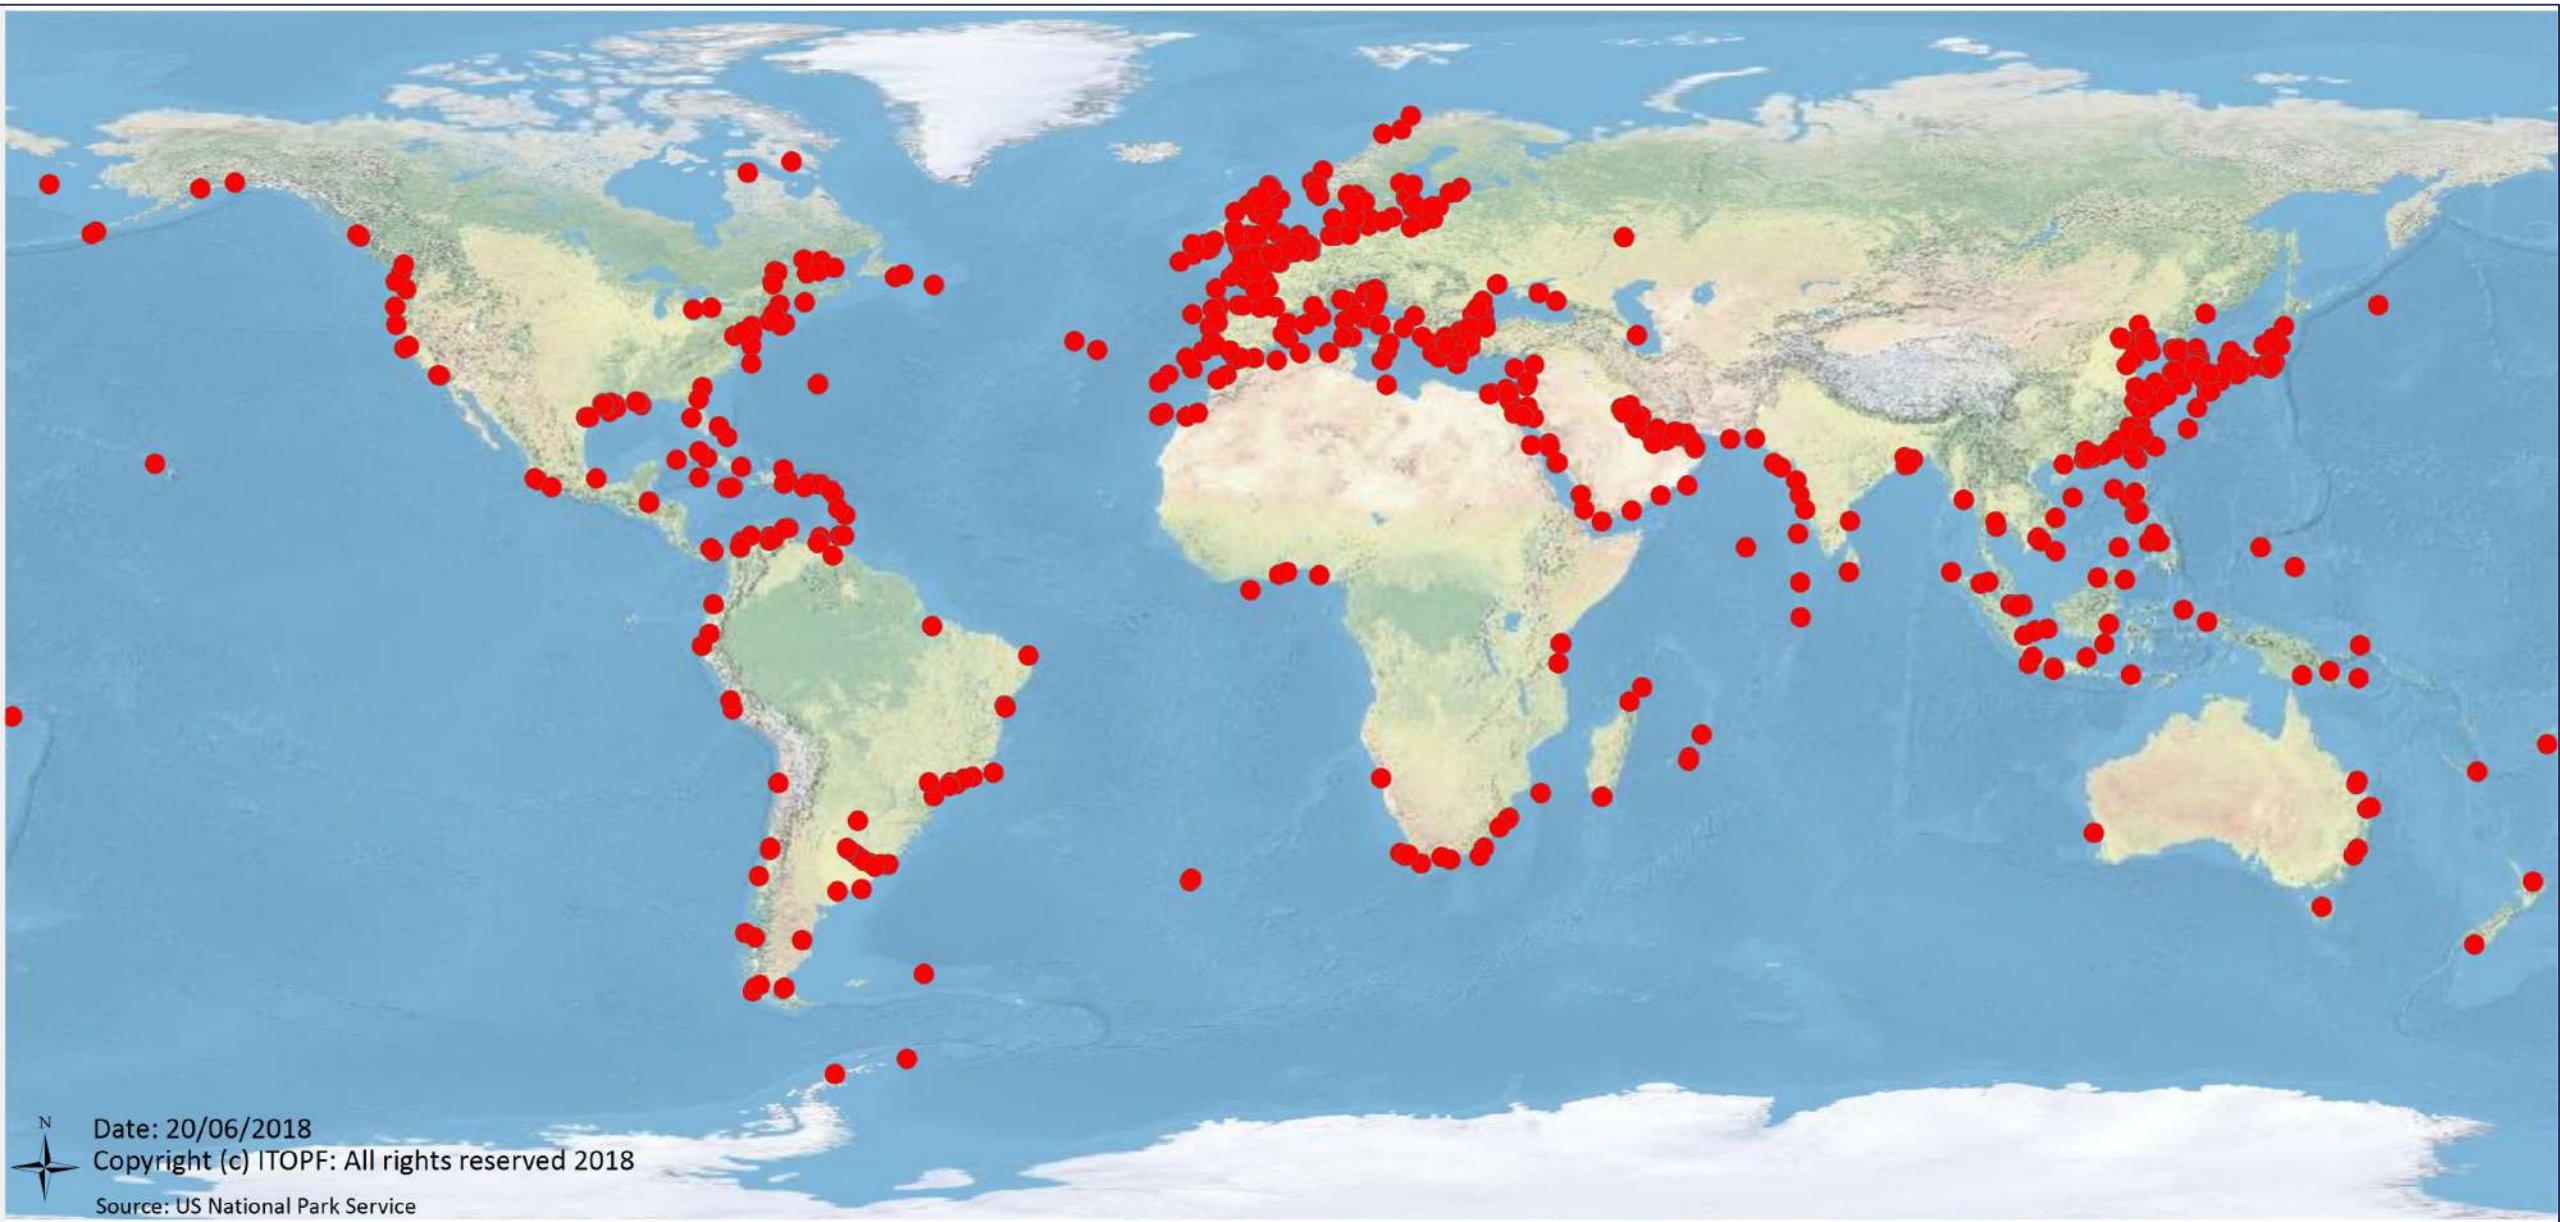 N
Date: 20/06/2018
Copyright (c) ITOPF: All rights reserved 2018
Source: US National Park Service